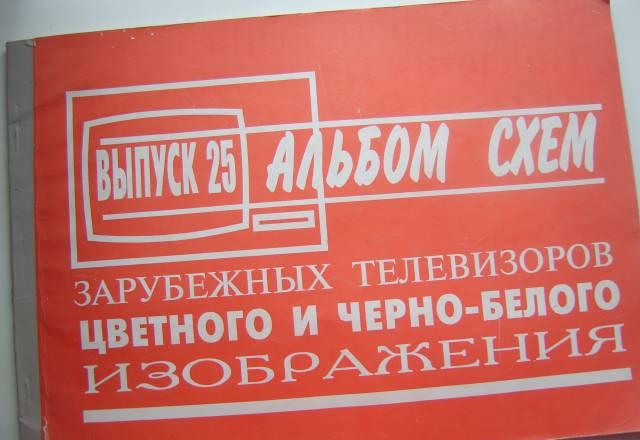 ВЫПУСК 25 АЛЬБОМ СХЕМ
ЗАРУБЕЖНЫХ ТЕЛЕВИЗОРОВ
ЦВЕТНОГО И ЧЕРНО-БЕЛОГО
ИЗОБРАЖЕНИЯ